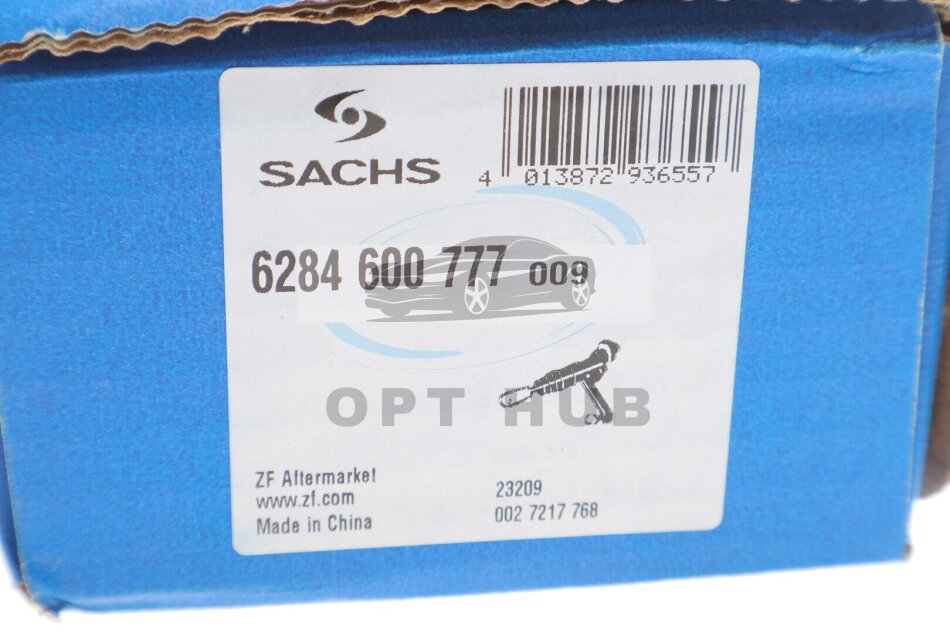 SACHS
4 013872 936557
6284 600 777 009
OPT HUB
ZF Aftermarket
www.zf.com
Made in China
23209
002 7217 768